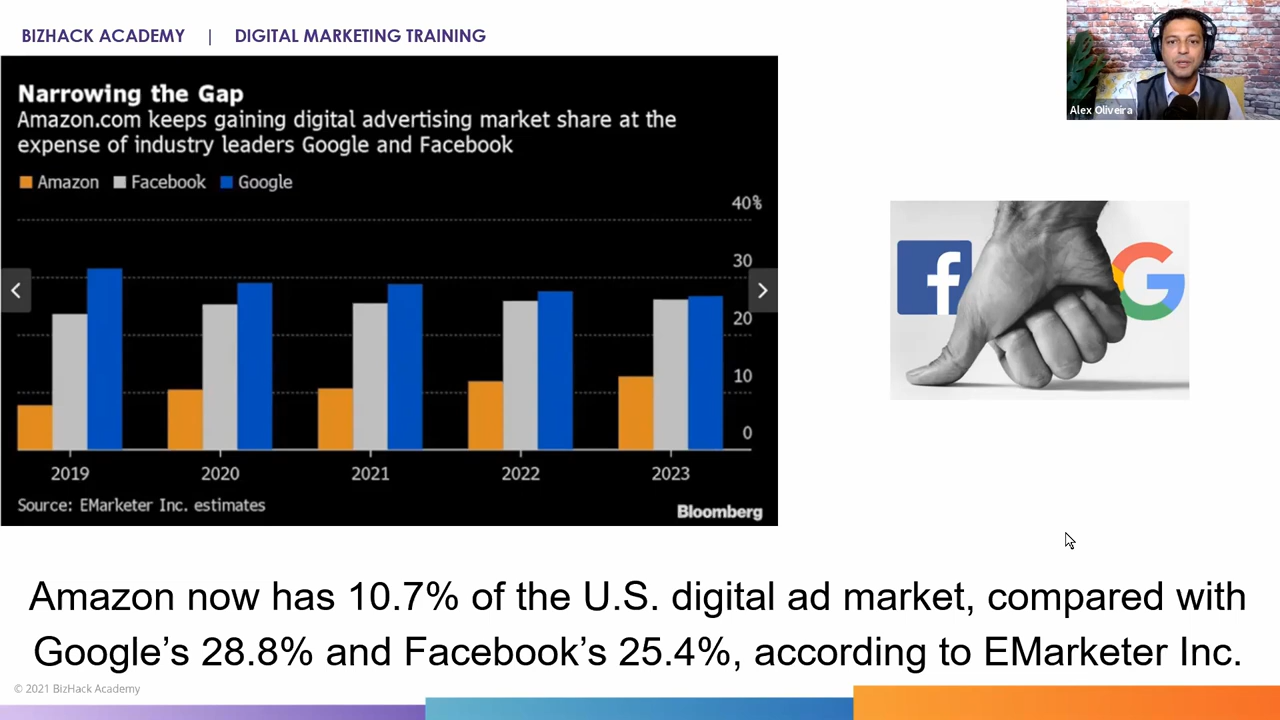 BIZHACK ACADEMY | DIGITAL MARKETING TRAINING
Alex Oliveira
Narrowing the Gap
Amazon.com keeps gaining digital advertising market share at the
expense of industry leaders Google and Facebook
Amazon Facebook Google
40%
30
20
10
0
2019 2020 2021 2022 2023
Source: EMarketer Inc. estimates
Bloomberg
f G
Amazon now has 10.7% of the U.S. digital ad market, compared with
Google’s 28.8% and Facebook’s 25.4%, according to EMarketer Inc.
© 2021 BizHack Academy